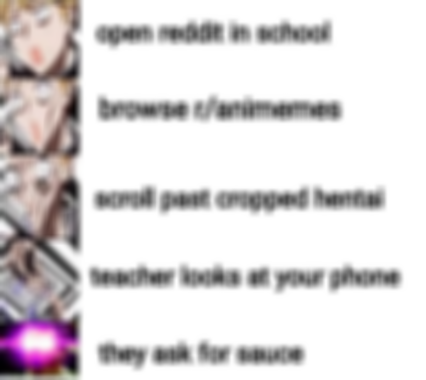 open reddit in school
browse r/animemes
scroll past cropped hentai
teacher looks at your phone
they ask for sauce